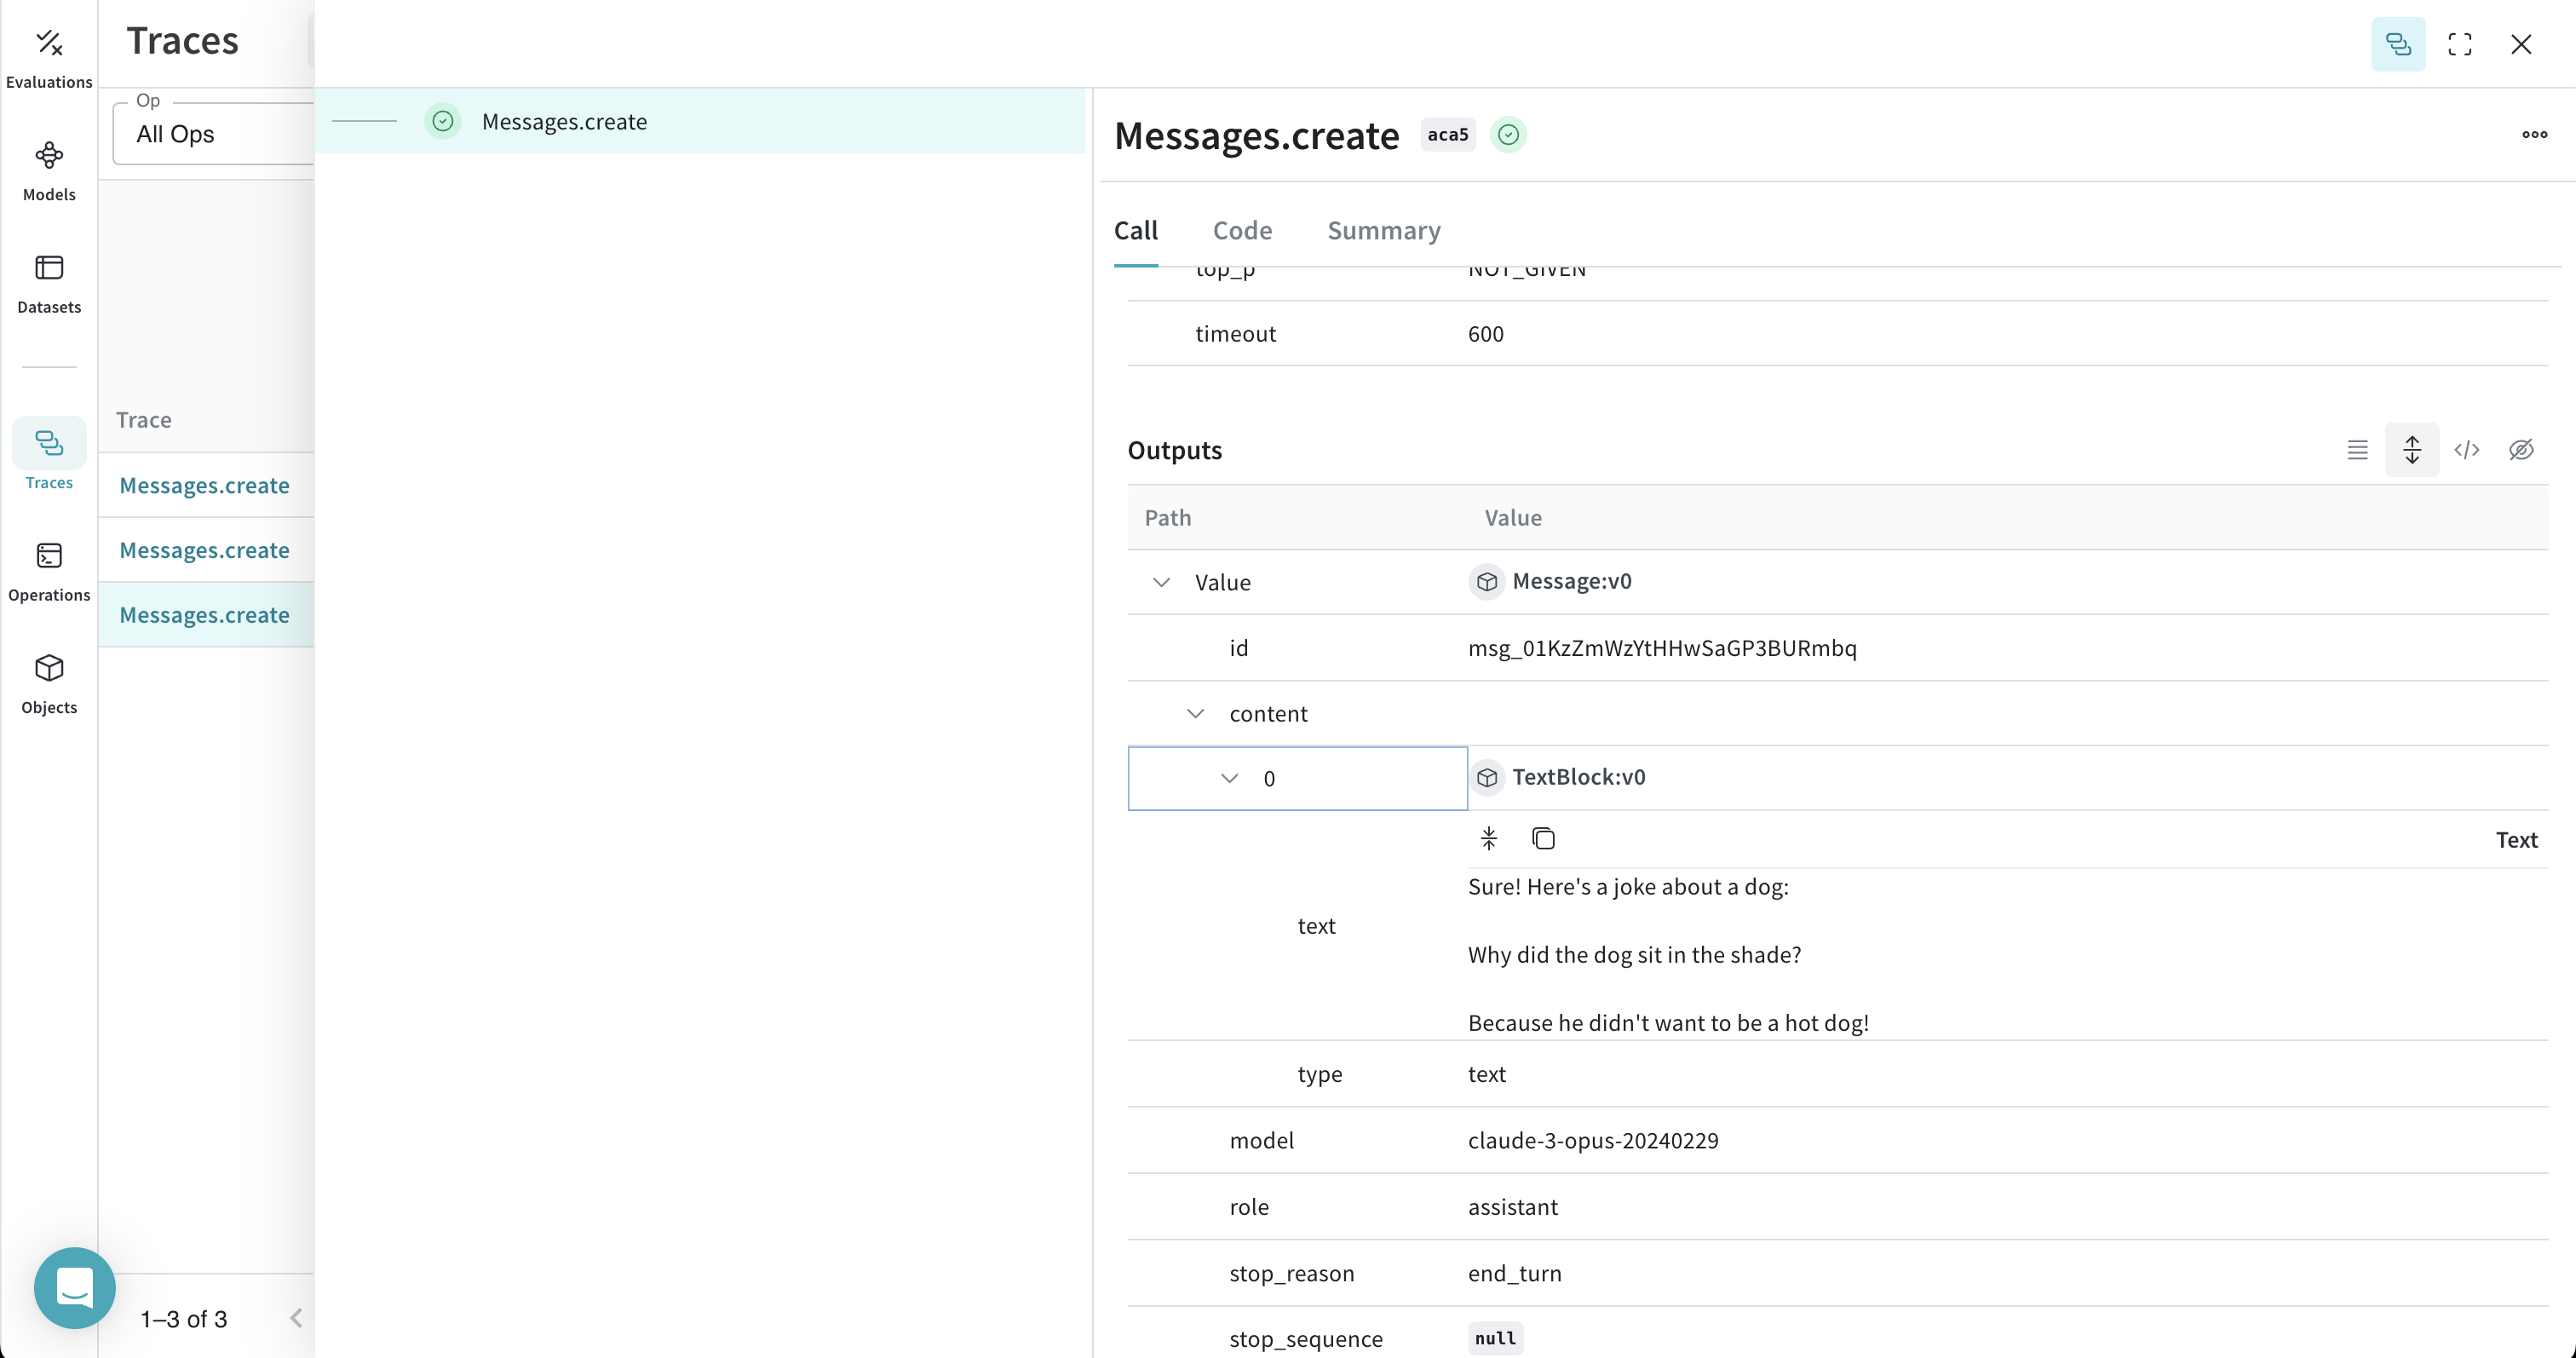 Evaluations
Models
Datasets
Traces
Operations
Objects
Traces
Op
All Ops
Trace
Messages.create
Messages.create
Messages.create
1–3 of 3
Messages.create
Messages.create aca5
Call Code Summary
top_p NOT_GIVEN
timeout 600
Outputs
Path Value
Value Message:v0
id msg_01KzZmWzYtHHwSaGP3BURmbq
content
0 TextBlock:v0
Text
text
Sure! Here's a joke about a dog:
Why did the dog sit in the shade?
Because he didn't want to be a hot dog!
type text
model claude-3-opus-20240229
role assistant
stop_reason end_turn
stop_sequence null